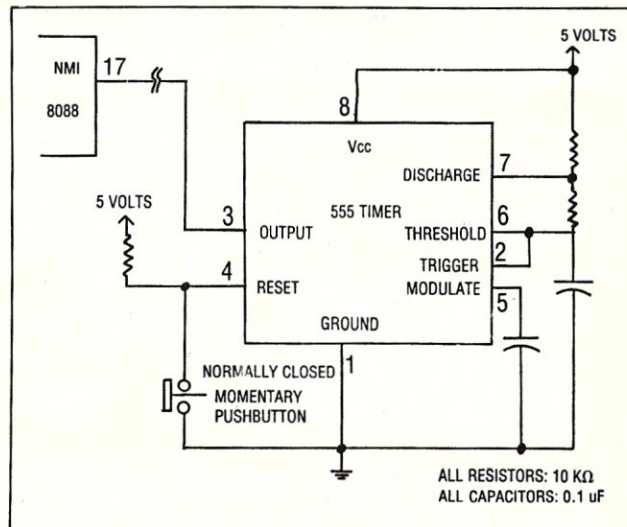 5 VOLTS
NMI
17
8088
8
Vcc
7
DISCHARGE
5 VOLTS
3
555 TIMER
6
OUTPUT
THRESHOLD
2
4
TRIGGER
RESET
MODULATE
5
GROUND
1
NORMALLY CLOSED
MOMENTARY
PUSHBUTTON
ALL RESISTORS: 10 KΩ
ALL CAPACITORS: 0.1 uF